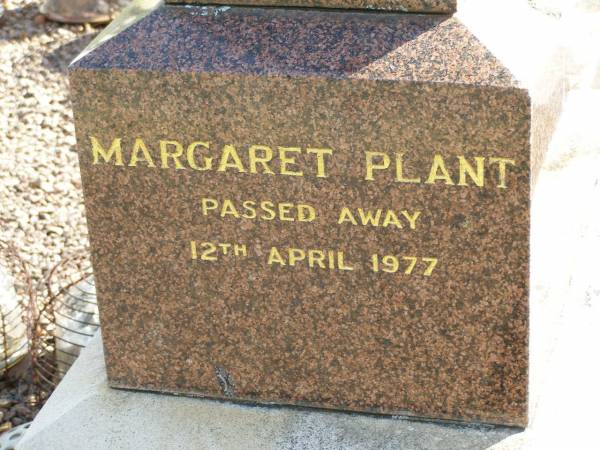 MARGARET PLANT
PASSED AWAY
12TH APRIL 1977